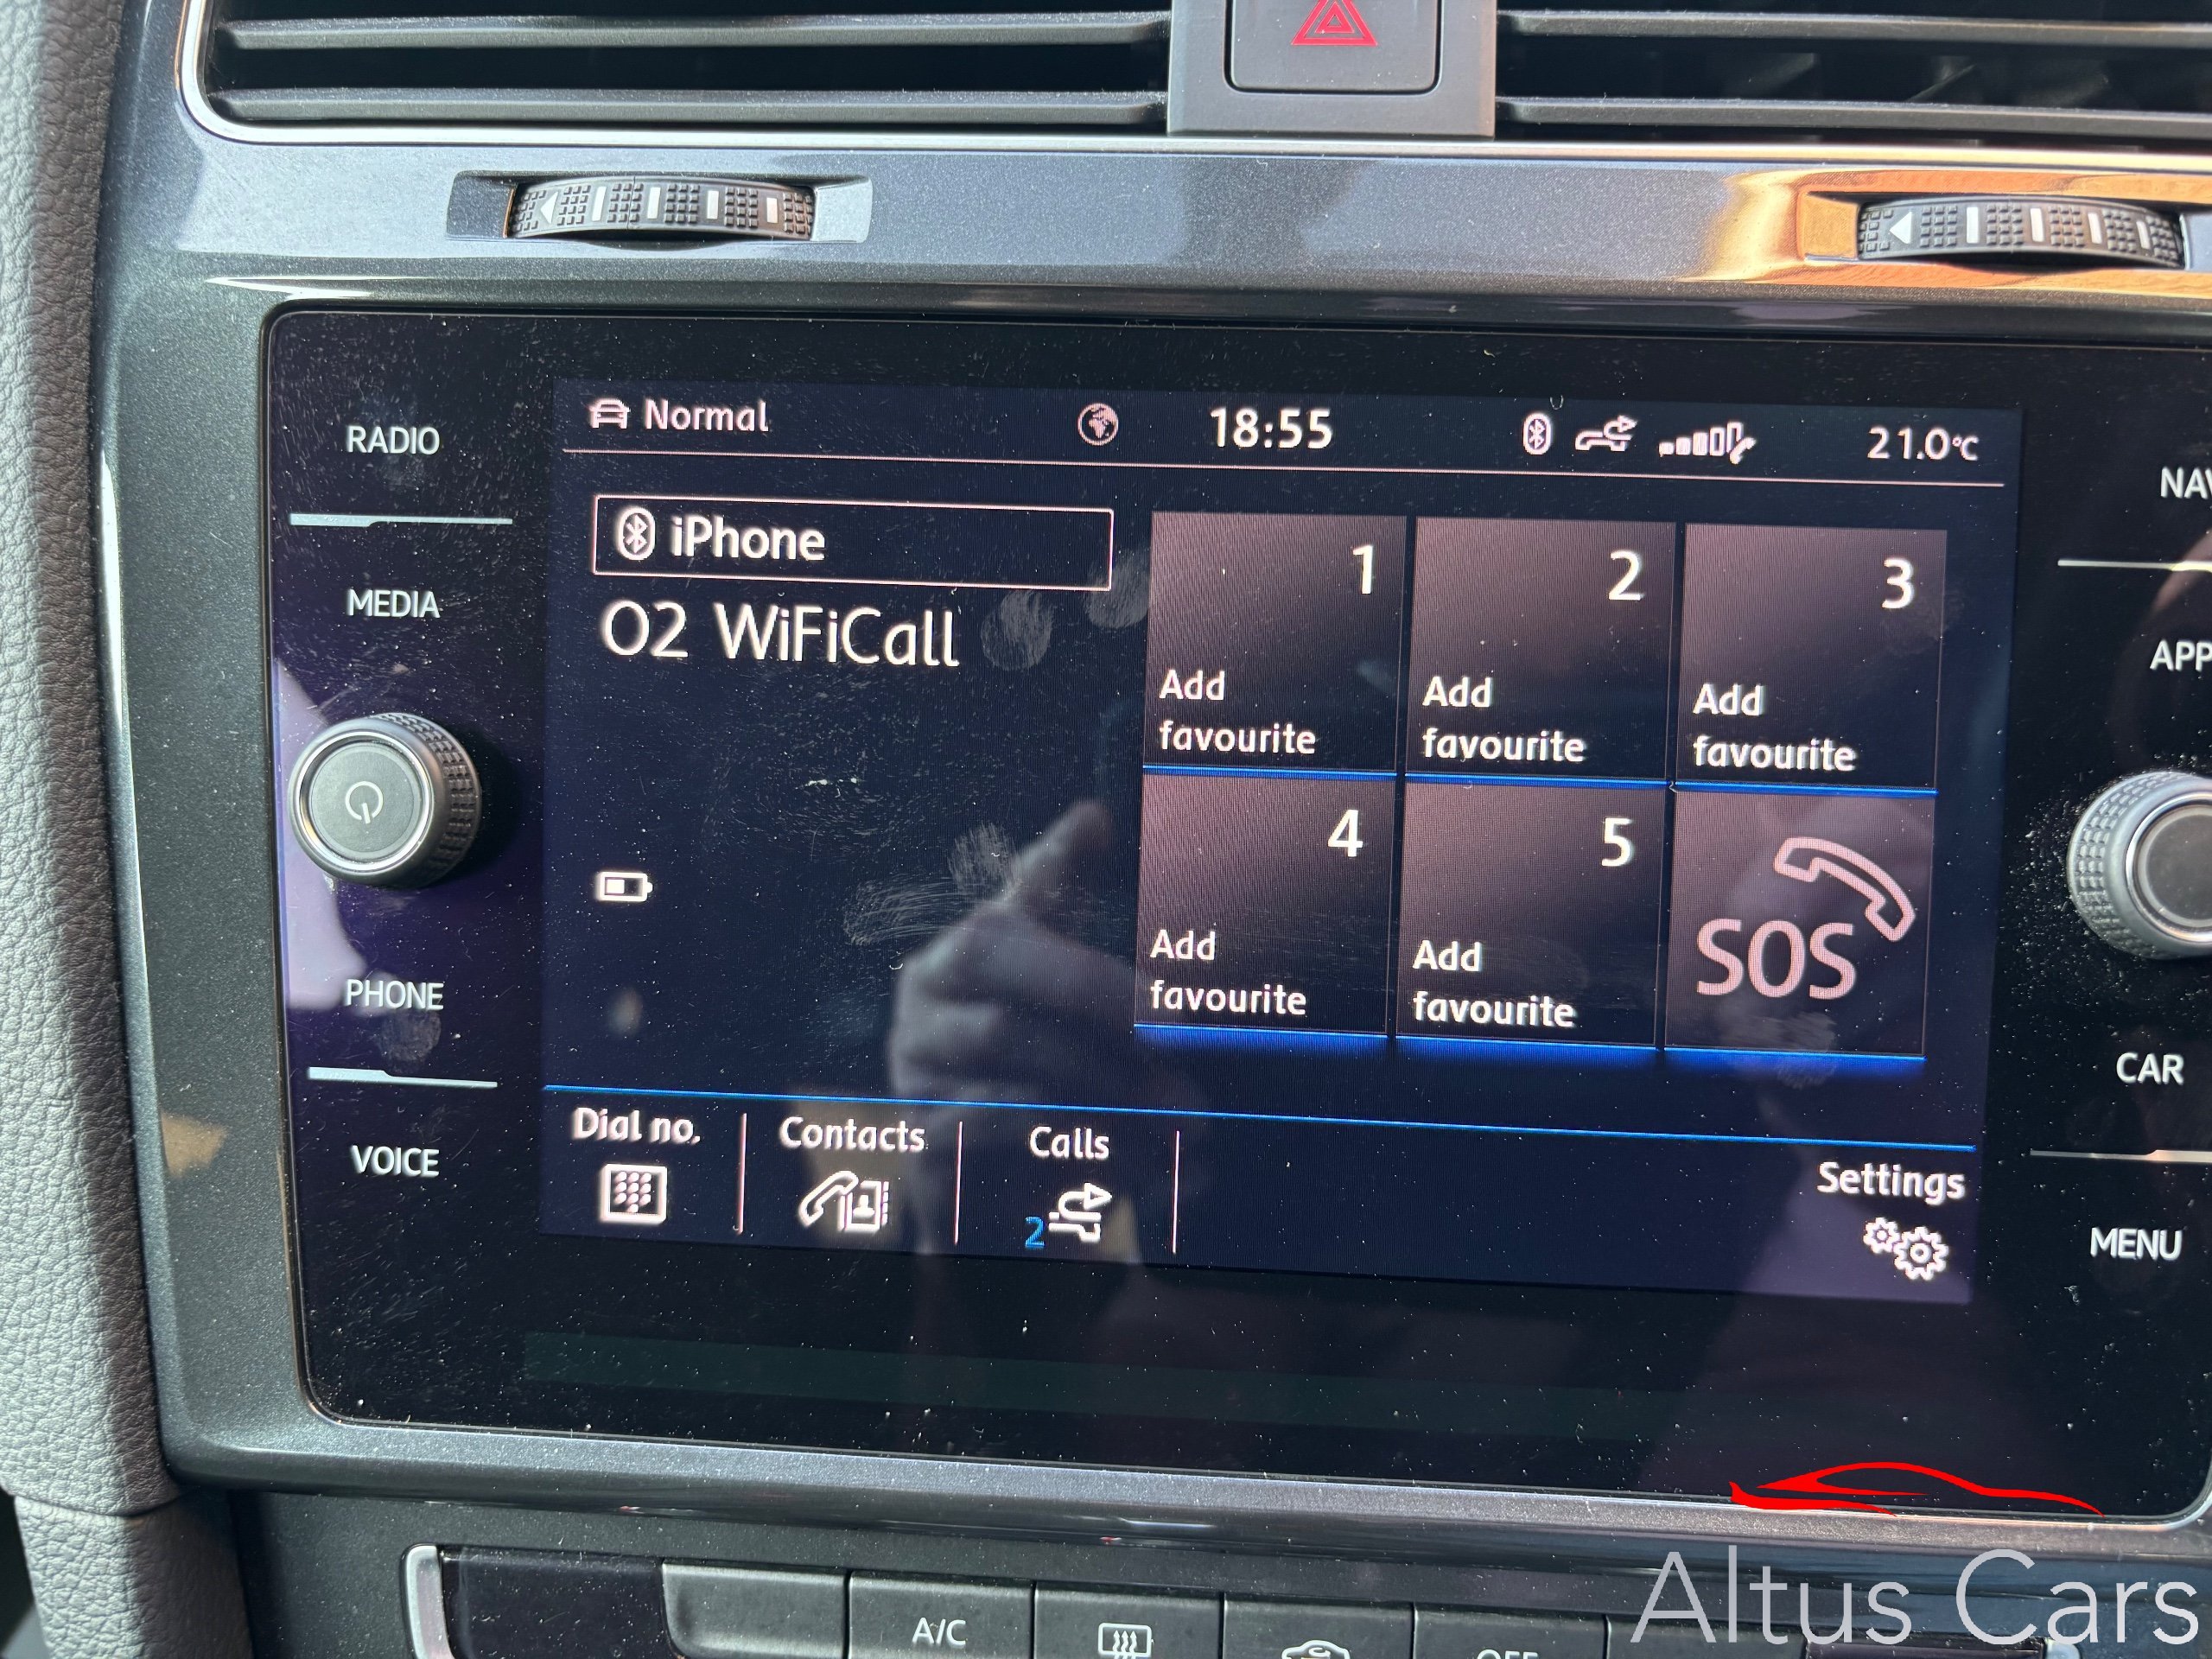 RADIO
MEDIA
PHONE
VOICE
Normal
18:55
21.0°C
iPhone
O2 WiFiCall
1
Add
favourite
2
Add
favourite
3
Add
favourite
4
Add
favourite
5
Add
favourite
SOS
Dial no.
Contacts
Calls
2
Settings
NAV
APP
CAR
MENU
A/C
OFF
Altus Cars